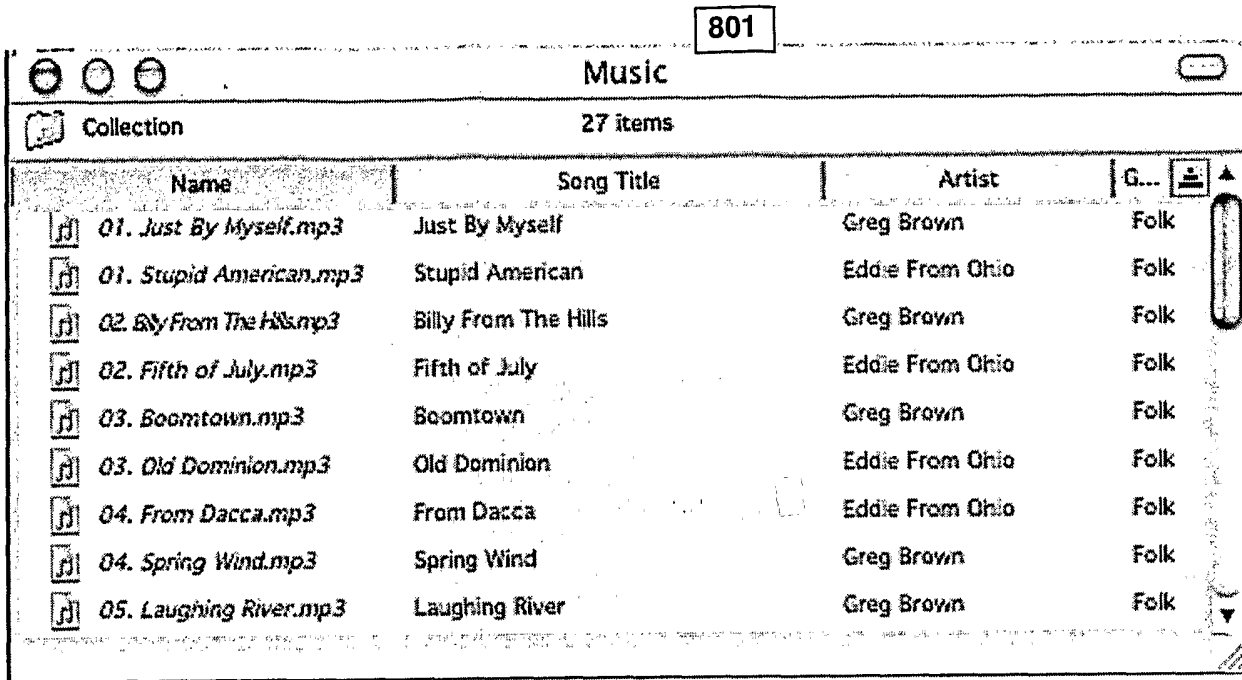 801
Music
Collection 27 items
Name Song Title Artist G...
01. Just By Myself.mp3 Just By Myself Greg Brown Folk
01. Stupid American.mp3 Stupid American Eddie From Ohio Folk
02. Billy From The Hills.mp3 Billy From The Hills Greg Brown Folk
02. Fifth of July.mp3 Fifth of July Eddie From Ohio Folk
03. Boomtown.mp3 Boomtown Greg Brown Folk
03. Old Dominion.mp3 Old Dominion Eddie From Ohio Folk
04. From Dacca.mp3 From Dacca Eddie From Ohio Folk
04. Spring Wind.mp3 Spring Wind Greg Brown Folk
05. Laughing River.mp3 Laughing River Greg Brown Folk